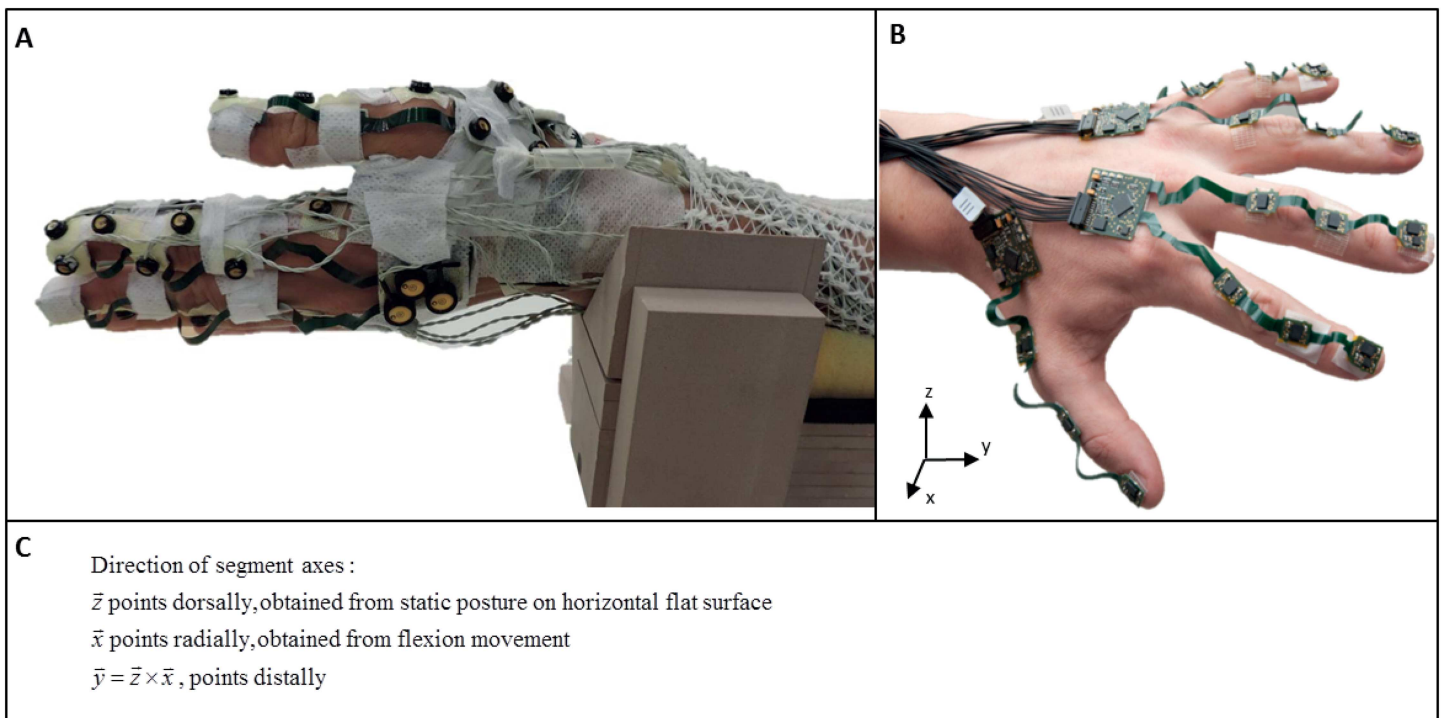 A
B
z
y
x
C
Direction of segment axes :
z⃗ points dorsally,obtained from static posture on horizontal flat surface
x⃗ points radially,obtained from flexion movement
y⃗ = z⃗ × x⃗ , points distally